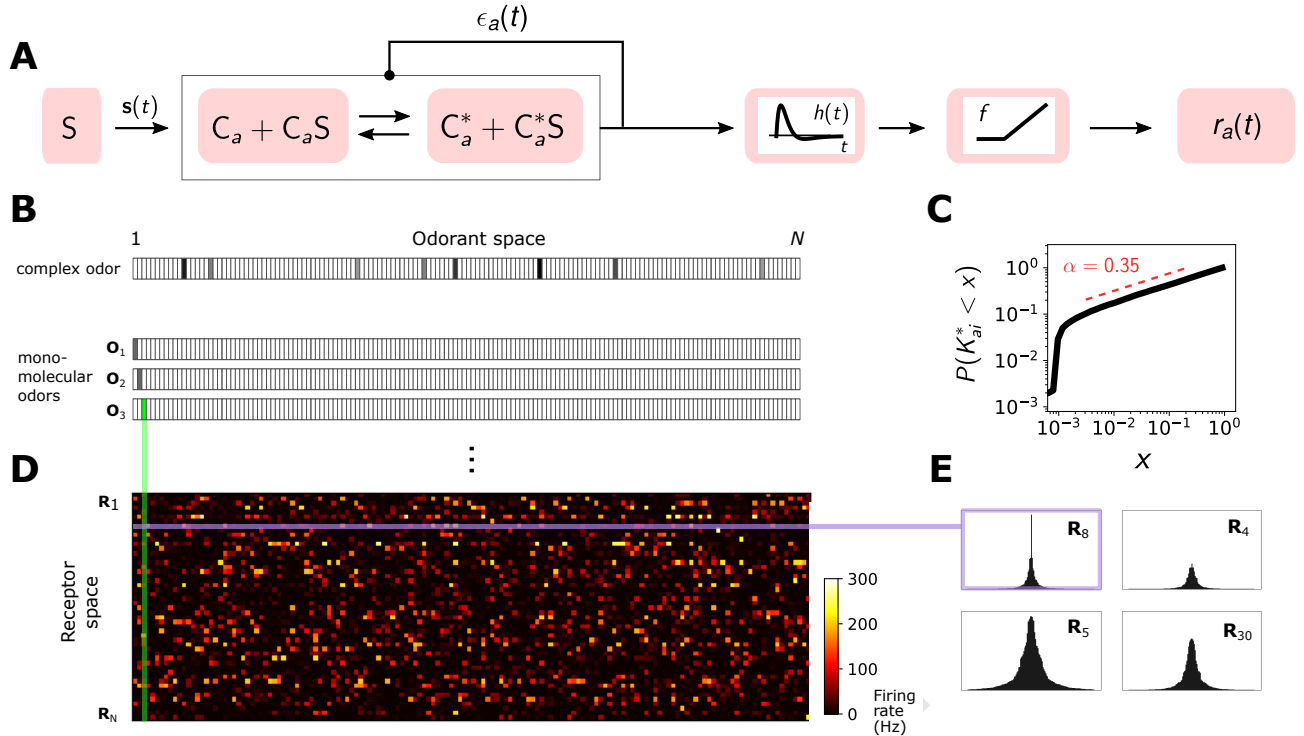 A
ϵₐ(t)
S
s(t)
Cₐ + CₐS
C*ₐ + C*ₐS
h(t)
t
f
rₐ(t)
B
1
Odorant space
N
complex odor
mono-
molecular
odors
O₁
O₂
O₃
⋮
C
α = 0.35
P(K*ₐᵢ < x)
10⁰
10⁻¹
10⁻²
10⁻³
10⁻³
10⁻²
10⁻¹
10⁰
x
D
R1
Receptor
space
R_N
300
200
100
0
Firing
rate
(Hz)
E
R₈
R₄
R₅
R₃₀